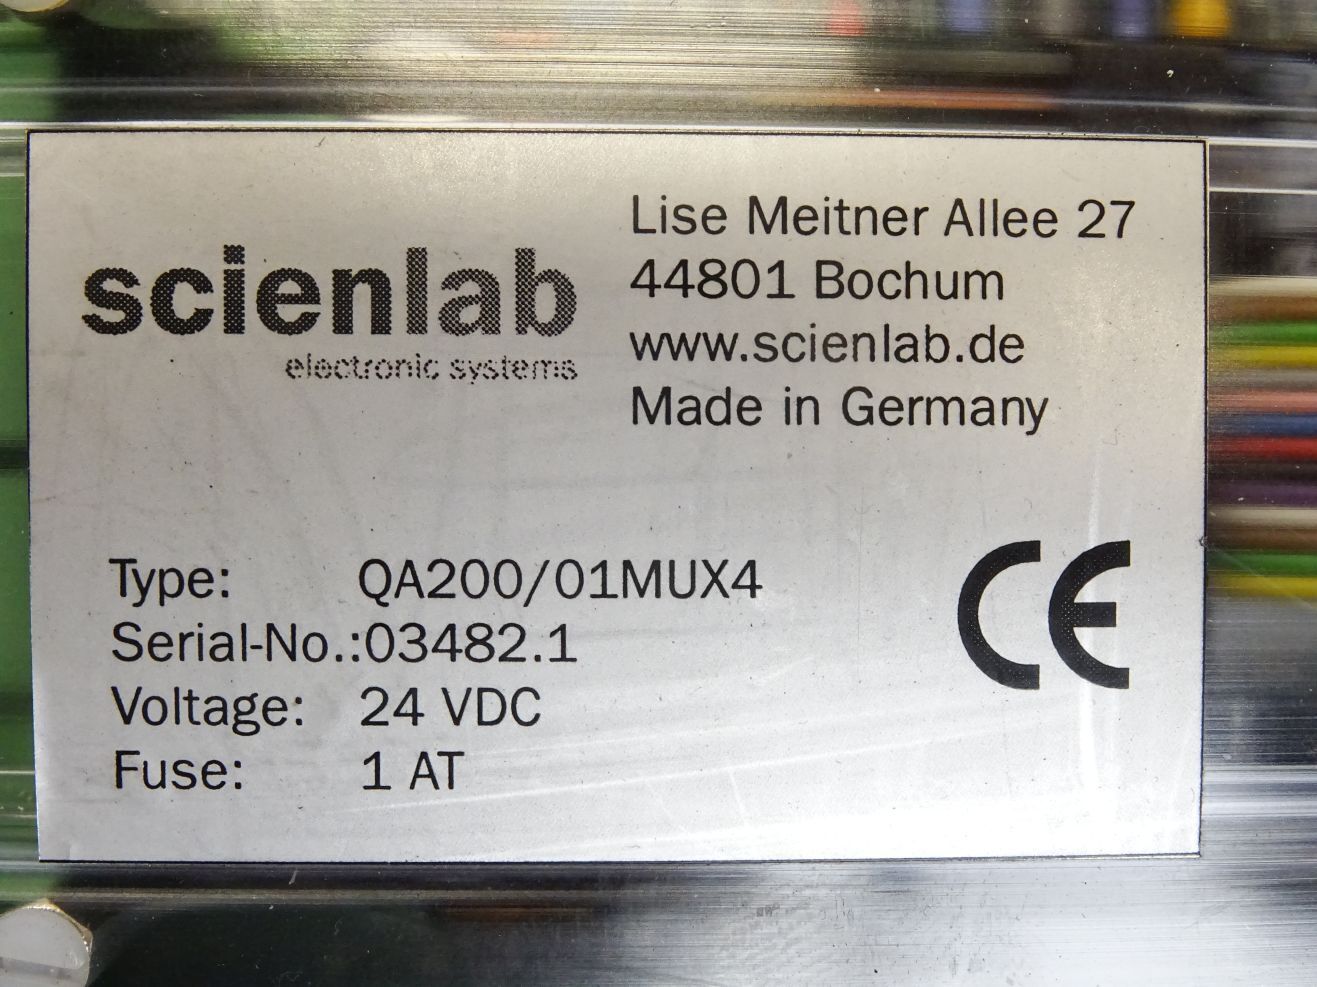 scienlab
electronic systems
Lise Meitner Allee 27
44801 Bochum
www.scienlab.de
Made in Germany
Type: QA200/01MUX4
Serial-No.:03482.1
Voltage: 24 VDC
Fuse: 1 AT
CE